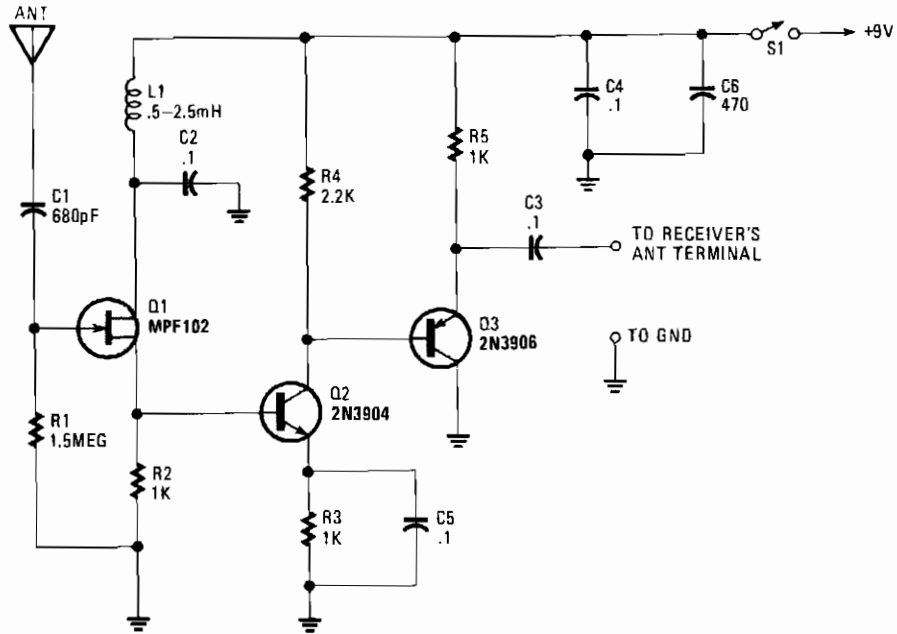 ANT
L1
.5–2.5mH
C2
.1
C1
680pF
R4
2.2K
R5
1K
C4
.1
C6
470
S1
+9V
C3
.1
TO RECEIVER'S
ANT TERMINAL
Q1
MPF102
Q3
2N3906
TO GND
R1
1.5MEG
Q2
2N3904
R2
1K
R3
1K
C5
.1